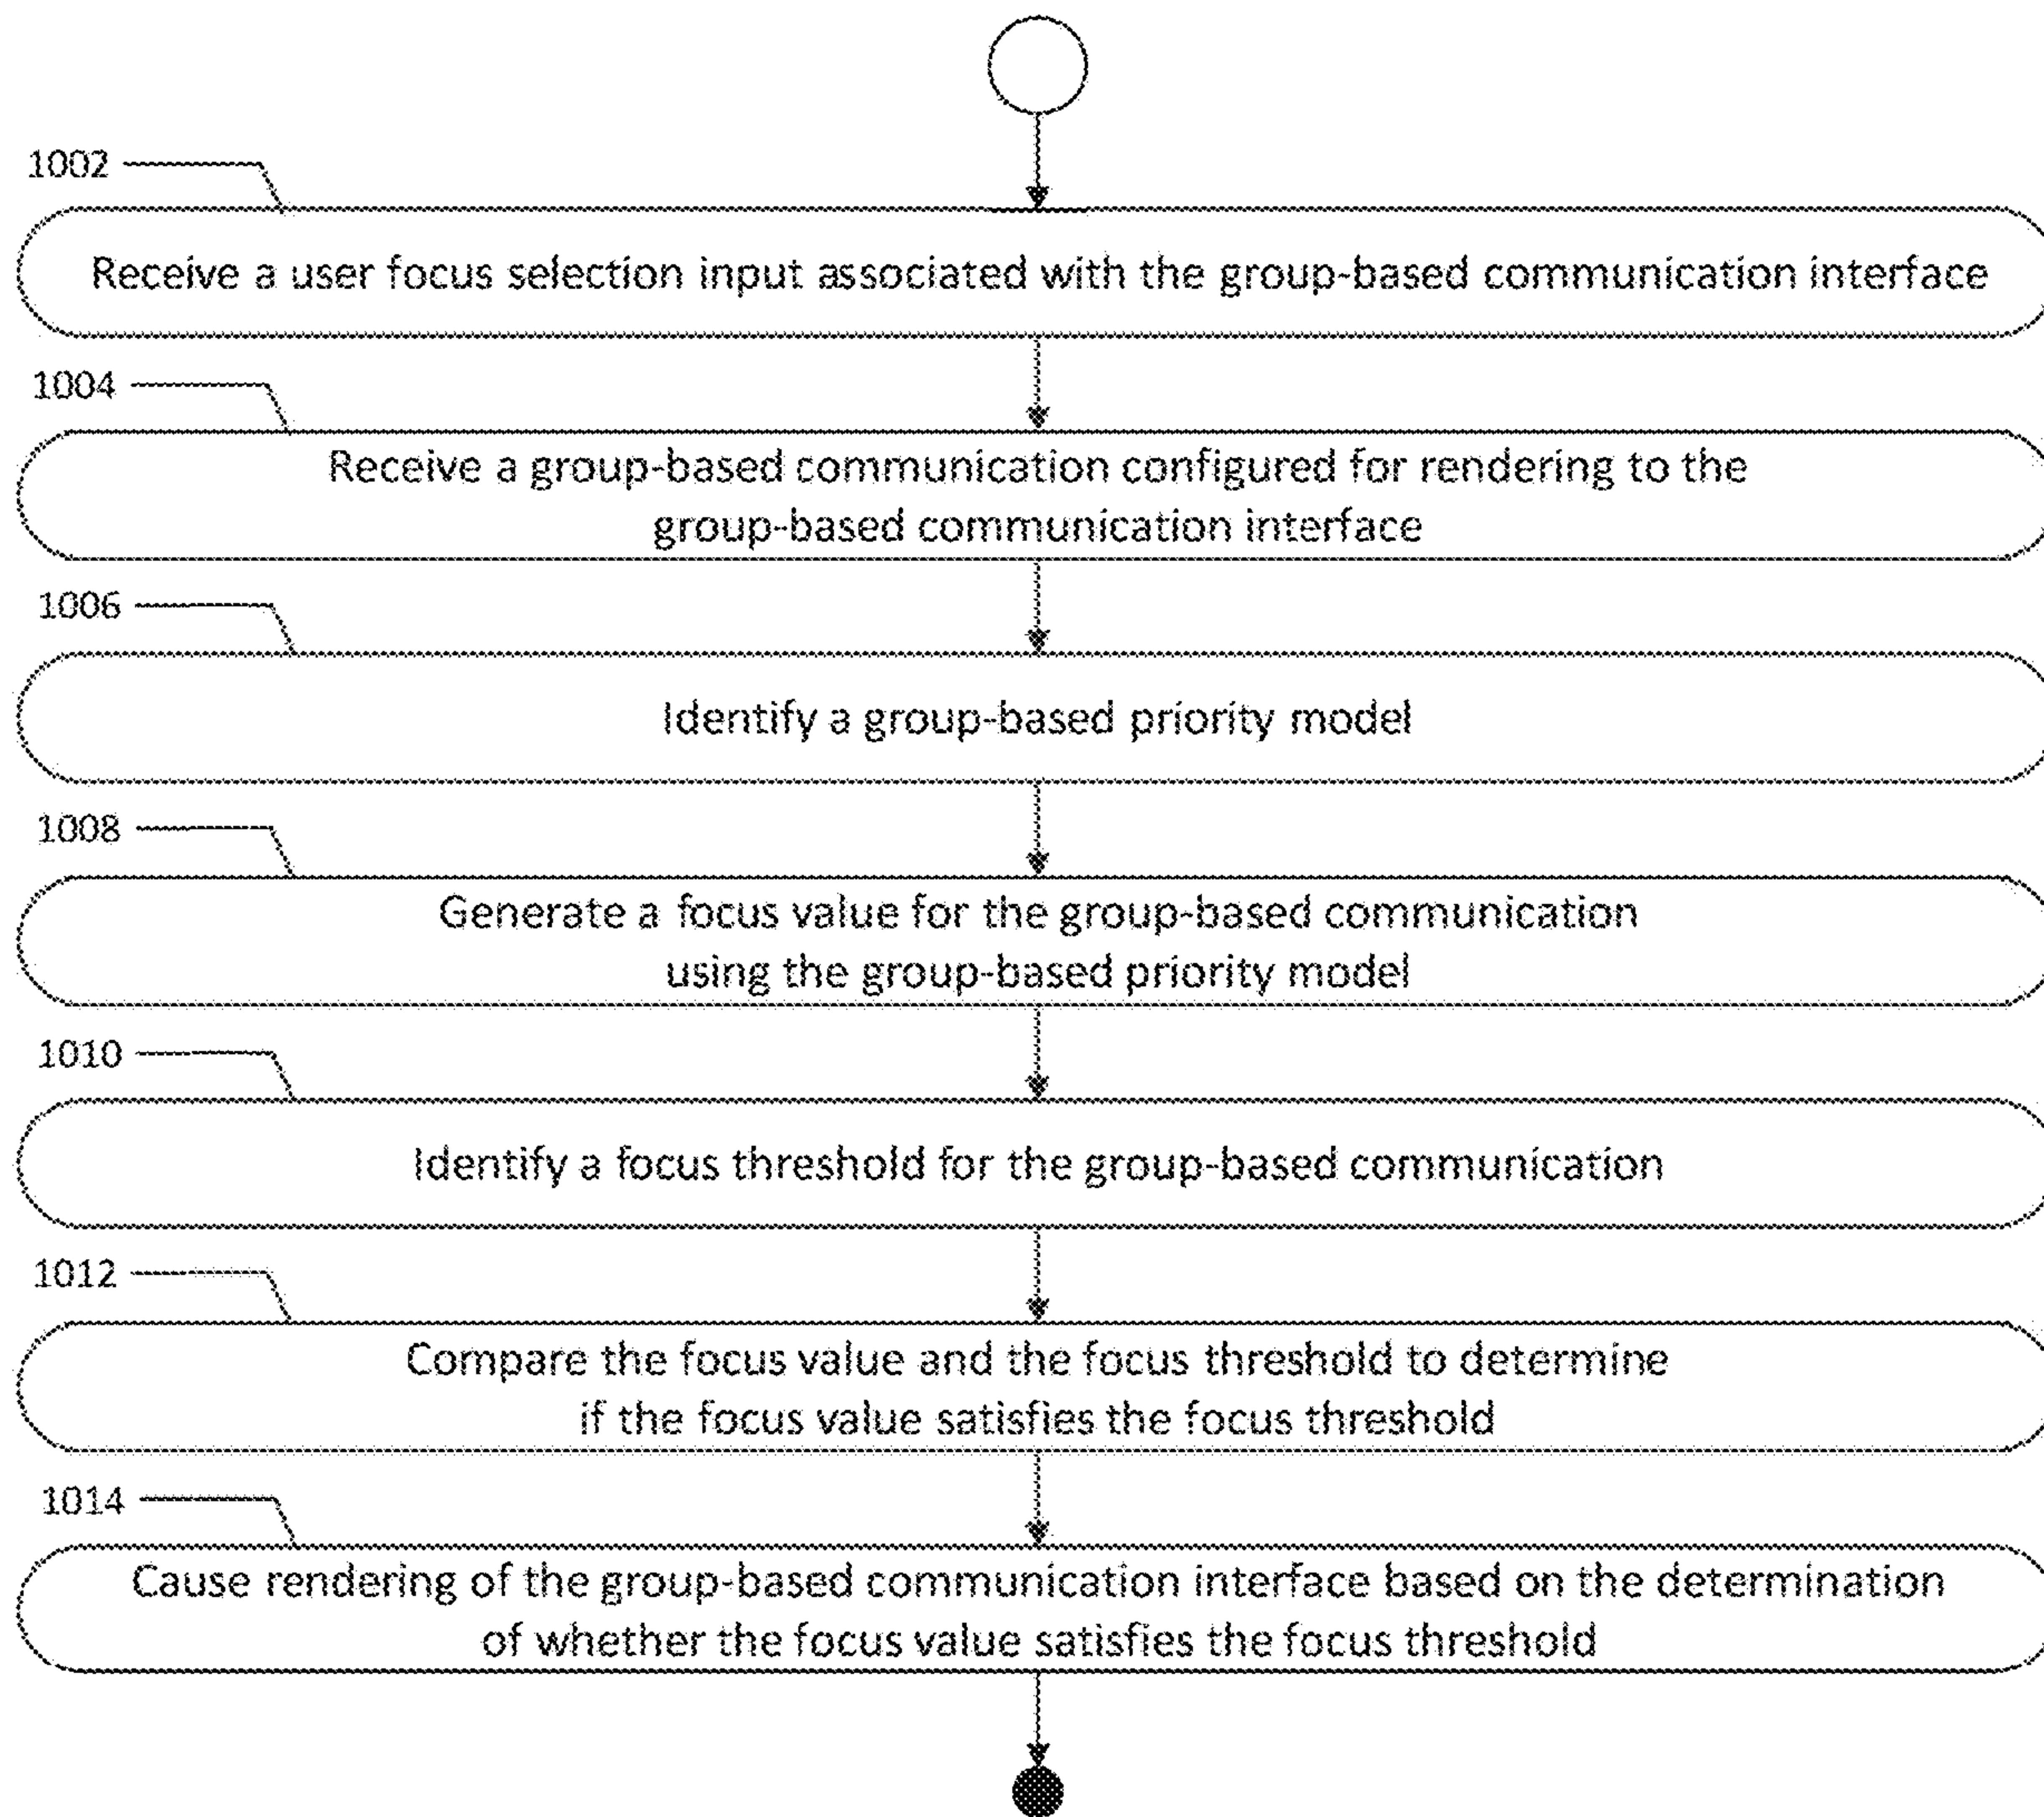 1002
Receive a user focus selection input associated with the group-based communication interface
1004
Receive a group-based communication configured for rendering to the
group-based communication interface
1006
Identify a group-based priority model
1008
Generate a focus value for the group-based communication
using the group-based priority model
1010
Identify a focus threshold for the group-based communication
1012
Compare the focus value and the focus threshold to determine
if the focus value satisfies the focus threshold
1014
Cause rendering of the group-based communication interface based on the determination
of whether the focus value satisfies the focus threshold